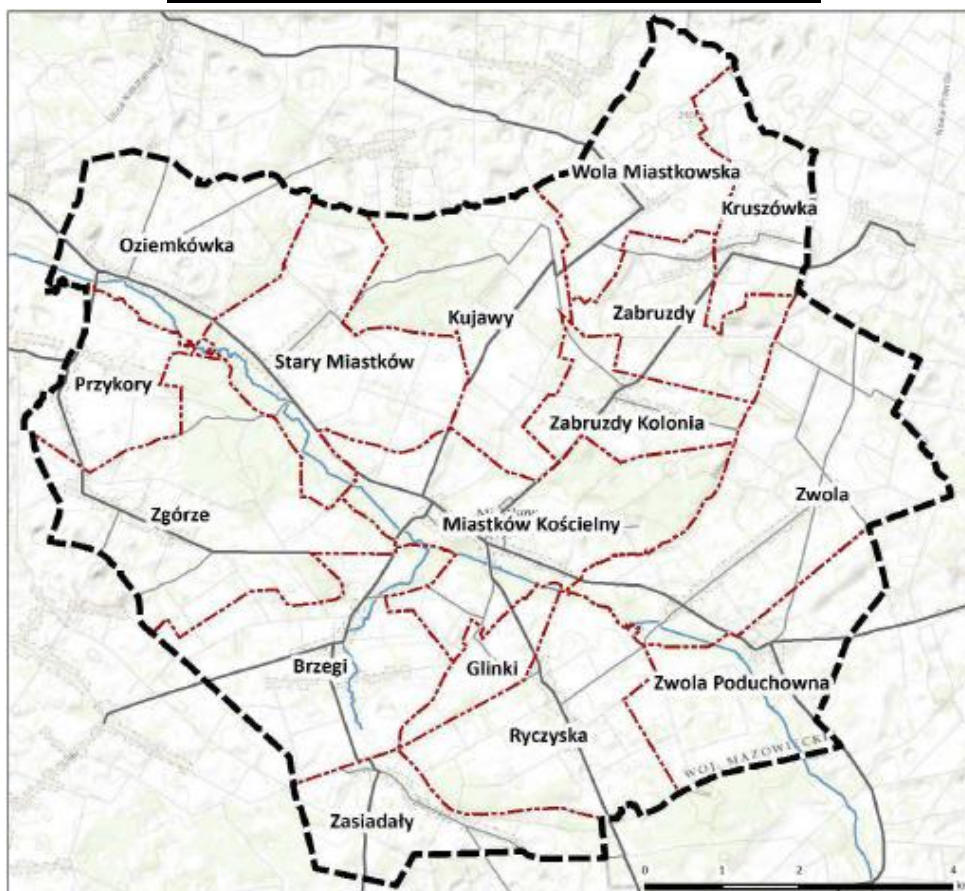 Wola Miastkowska
Kruszówka
Oziemkówka
Kujawy
Zabruzdy
Stary Miastków
Przykory
Zabruzdy Kolonia
Zwola
Zgórze
Miastków Kościelny
Brzegi
Glinki
Zwola Poduchowna
Ryczyska
WOJ. MAZOWIECKI
Zasiadały
0 1 2 4